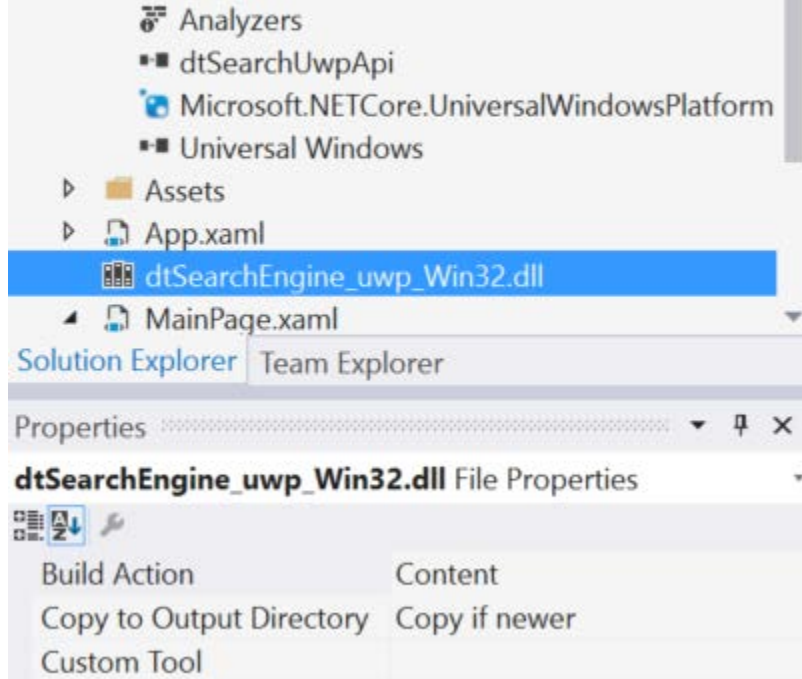 Analyzers
dtSearchUwpApi
Microsoft.NETCore.UniversalWindowsPlatform
Universal Windows
Assets
App.xaml
dtSearchEngine_uwp_Win32.dll
MainPage.xaml
Solution Explorer Team Explorer
Properties
dtSearchEngine_uwp_Win32.dll File Properties
Build Action Content
Copy to Output Directory Copy if newer
Custom Tool